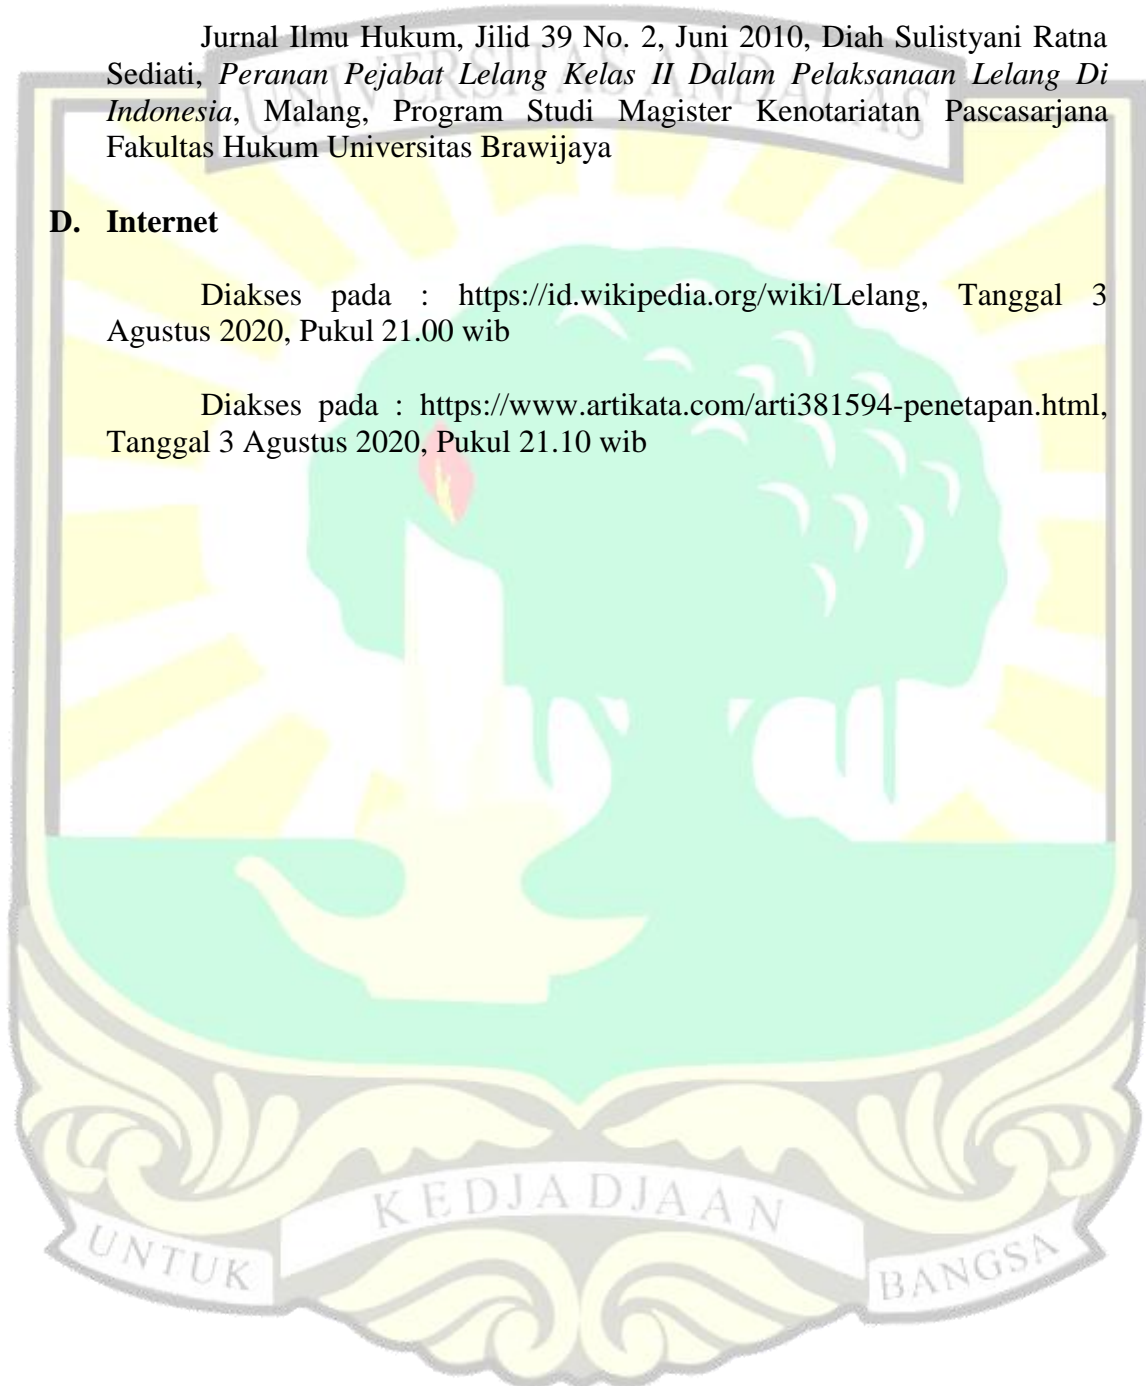 UNIVERSITAS ANDALAS
Jurnal Ilmu Hukum, Jilid 39 No. 2, Juni 2010, Diah Sulistyani Ratna
Sediati, Peranan Pejabat Lelang Kelas II Dalam Pelaksanaan Lelang Di
Indonesia, Malang, Program Studi Magister Kenotariatan Pascasarjana
Fakultas Hukum Universitas Brawijaya
D. Internet
Diakses pada : https://id.wikipedia.org/wiki/Lelang, Tanggal 3
Agustus 2020, Pukul 21.00 wib
Diakses pada : https://www.artikata.com/arti381594-penetapan.html,
Tanggal 3 Agustus 2020, Pukul 21.10 wib
UNTUK KEDJADJAAN BANGSA